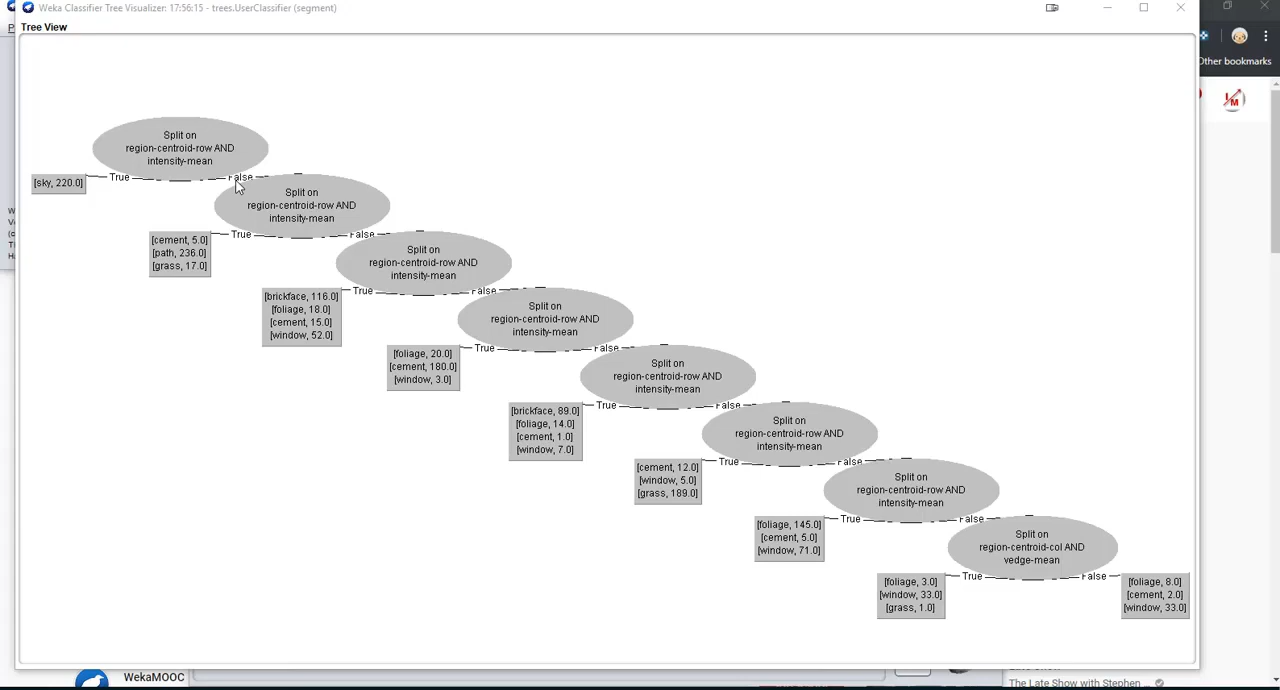 Weka Classifier Tree Visualizer: 17:56:15 - trees.UserClassifier (segment)
Tree View
Other bookmarks
Split on
region-centroid-row AND
intensity-mean
True
False
[sky, 220.0]
Split on
region-centroid-row AND
intensity-mean
True
False
[cement, 5.0]
[path, 236.0]
[grass, 17.0]
Split on
region-centroid-row AND
intensity-mean
True
False
[brickface, 116.0]
[foliage, 18.0]
[cement, 15.0]
[window, 52.0]
Split on
region-centroid-row AND
intensity-mean
True
False
[foliage, 20.0]
[cement, 180.0]
[window, 3.0]
Split on
region-centroid-row AND
intensity-mean
True
False
[brickface, 89.0]
[foliage, 14.0]
[cement, 1.0]
[window, 7.0]
Split on
region-centroid-row AND
intensity-mean
True
False
[cement, 12.0]
[window, 5.0]
[grass, 189.0]
Split on
region-centroid-row AND
intensity-mean
True
False
[foliage, 145.0]
[cement, 5.0]
[window, 71.0]
Split on
region-centroid-col AND
vedge-mean
True
False
[foliage, 3.0]
[window, 33.0]
[grass, 1.0]
[foliage, 8.0]
[cement, 2.0]
[window, 33.0]
WekaMOOC
The Late Show with Stephen ...